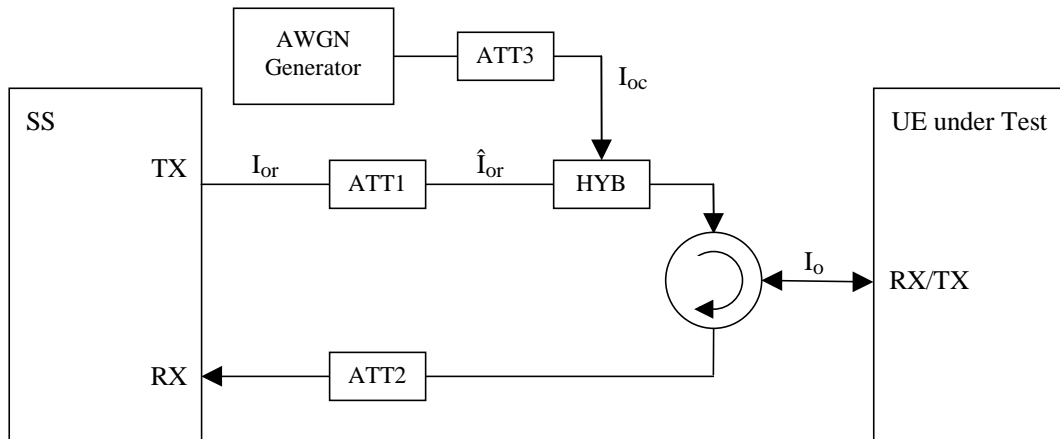 AWGN
Generator
ATT3
I_oc
SS
UE under Test
TX
I_or
ATT1
Î_or
HYB
I_o
RX/TX
RX
ATT2